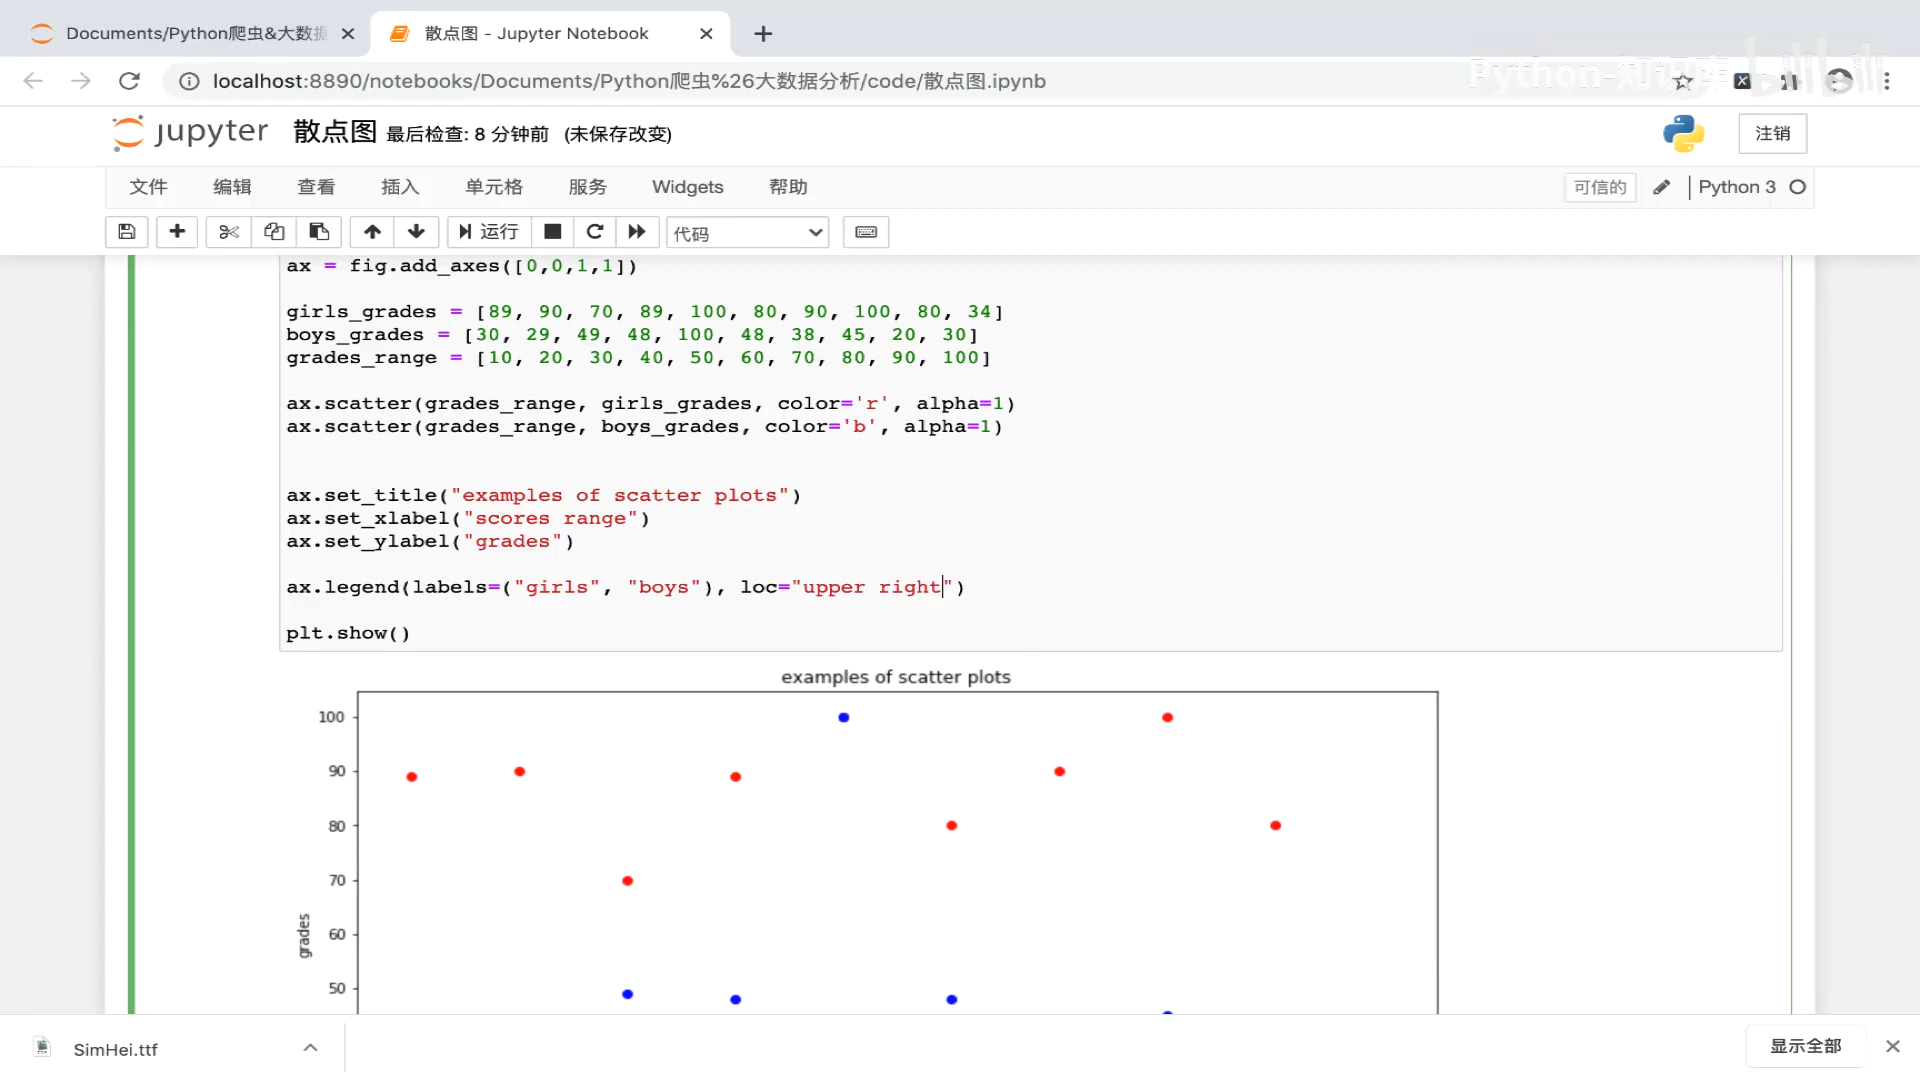 Documents/Python爬虫&大数据
散点图 - Jupyter Notebook
localhost:8890/notebooks/Documents/Python爬虫%26大数据分析/code/散点图.ipynb
Python-知识库
bilibili
jupyter 散点图 最后检查: 8 分钟前 (未保存改变)
注销
文件 编辑 查看 插入 单元格 服务 Widgets 帮助
可信的
Python 3
运行
代码
ax = fig.add_axes([0,0,1,1])
girls_grades = [89, 90, 70, 89, 100, 80, 90, 100, 80, 34]
boys_grades = [30, 29, 49, 48, 100, 48, 38, 45, 20, 30]
grades_range = [10, 20, 30, 40, 50, 60, 70, 80, 90, 100]
ax.scatter(grades_range, girls_grades, color='r', alpha=1)
ax.scatter(grades_range, boys_grades, color='b', alpha=1)
ax.set_title("examples of scatter plots")
ax.set_xlabel("scores range")
ax.set_ylabel("grades")
ax.legend(labels=("girls", "boys"), loc="upper right")
plt.show()
examples of scatter plots
100
90
80
70
60
50
grades
SimHei.ttf
显示全部